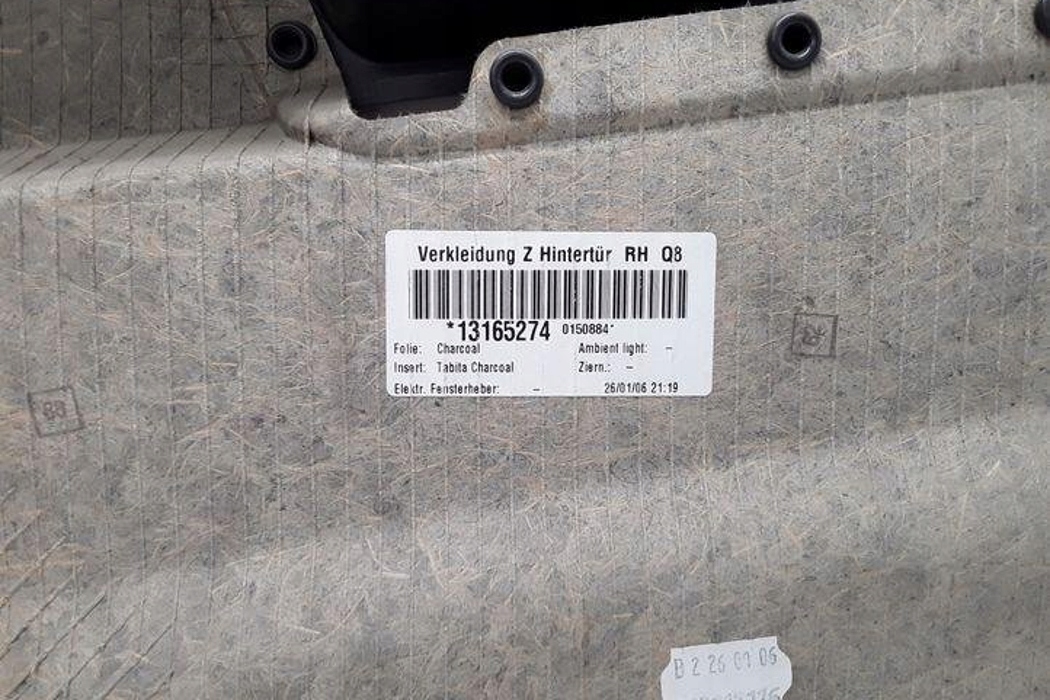 Verkleidung Z Hintertür RH Q8
*13165274 0150884*
Folie: Charcoal Ambient light: -
Insert: Tabita Charcoal Ziern.: -
Elektr. Fensterheber: - 26/01/06 21:19
B 2 26 01 06